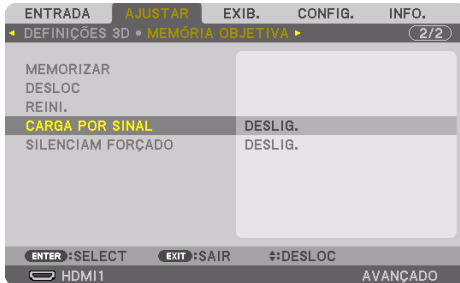 ENTRADA AJUSTAR EXIB. CONFIG. INFO.
DEFINIÇÕES 3D • MEMÓRIA OBJETIVA 2/2
MEMORIZAR
DESLOC
REINI.
CARGA POR SINAL DESLIG.
SILENCIAM FORÇADO DESLIG.
ENTER :SELECT EXIT :SAIR :DESLOC
HDMI1 AVANÇADO